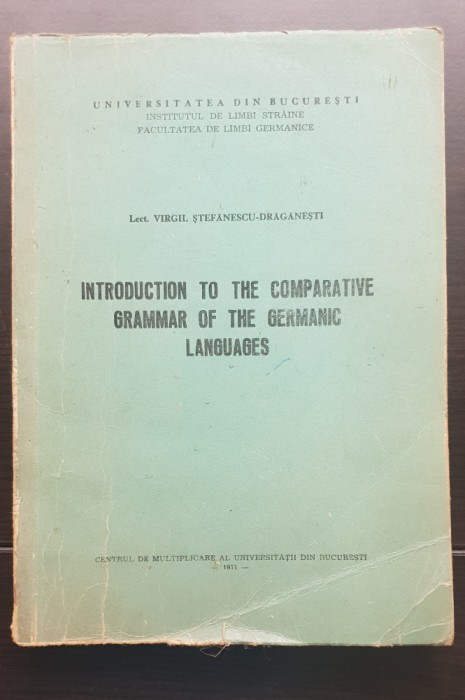 UNIVERSITATEA DIN BUCUREȘTI
INSTITUTUL DE LIMBI STRĂINE
FACULTATEA DE LIMBI GERMANICE
Lect. VIRGIL ȘTEFĂNESCU-DRĂGĂNEȘTI
INTRODUCTION TO THE COMPARATIVE
GRAMMAR OF THE GERMANIC
LANGUAGES
CENTRUL DE MULTIPLICARE AL UNIVERSITĂȚII DIN BUCUREȘTI
— 1971 —